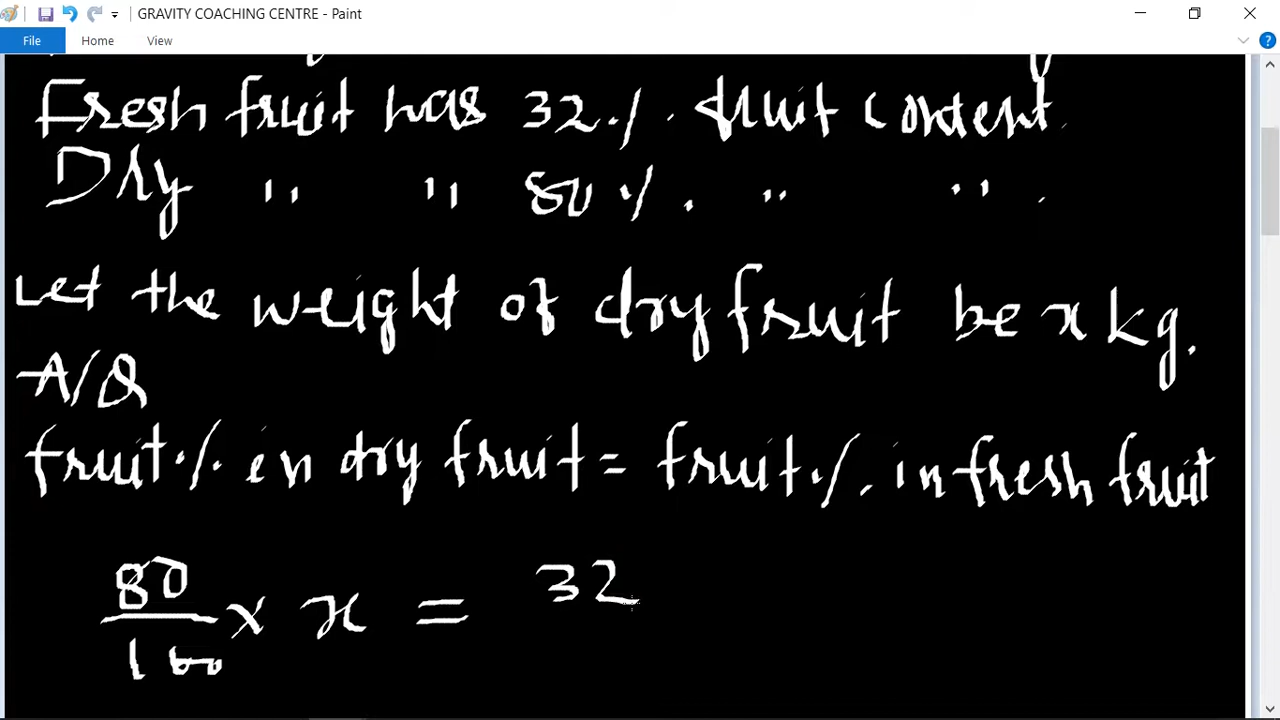 GRAVITY COACHING CENTRE - Paint
File Home View
Fresh fruit has 32 %. fruit content.
Dry " " 80 %. " " .
Let the weight of dry fruit be x kg.
A/Q
fruit % in dry fruit = fruit %. in fresh fruit
80/100 × x = 32